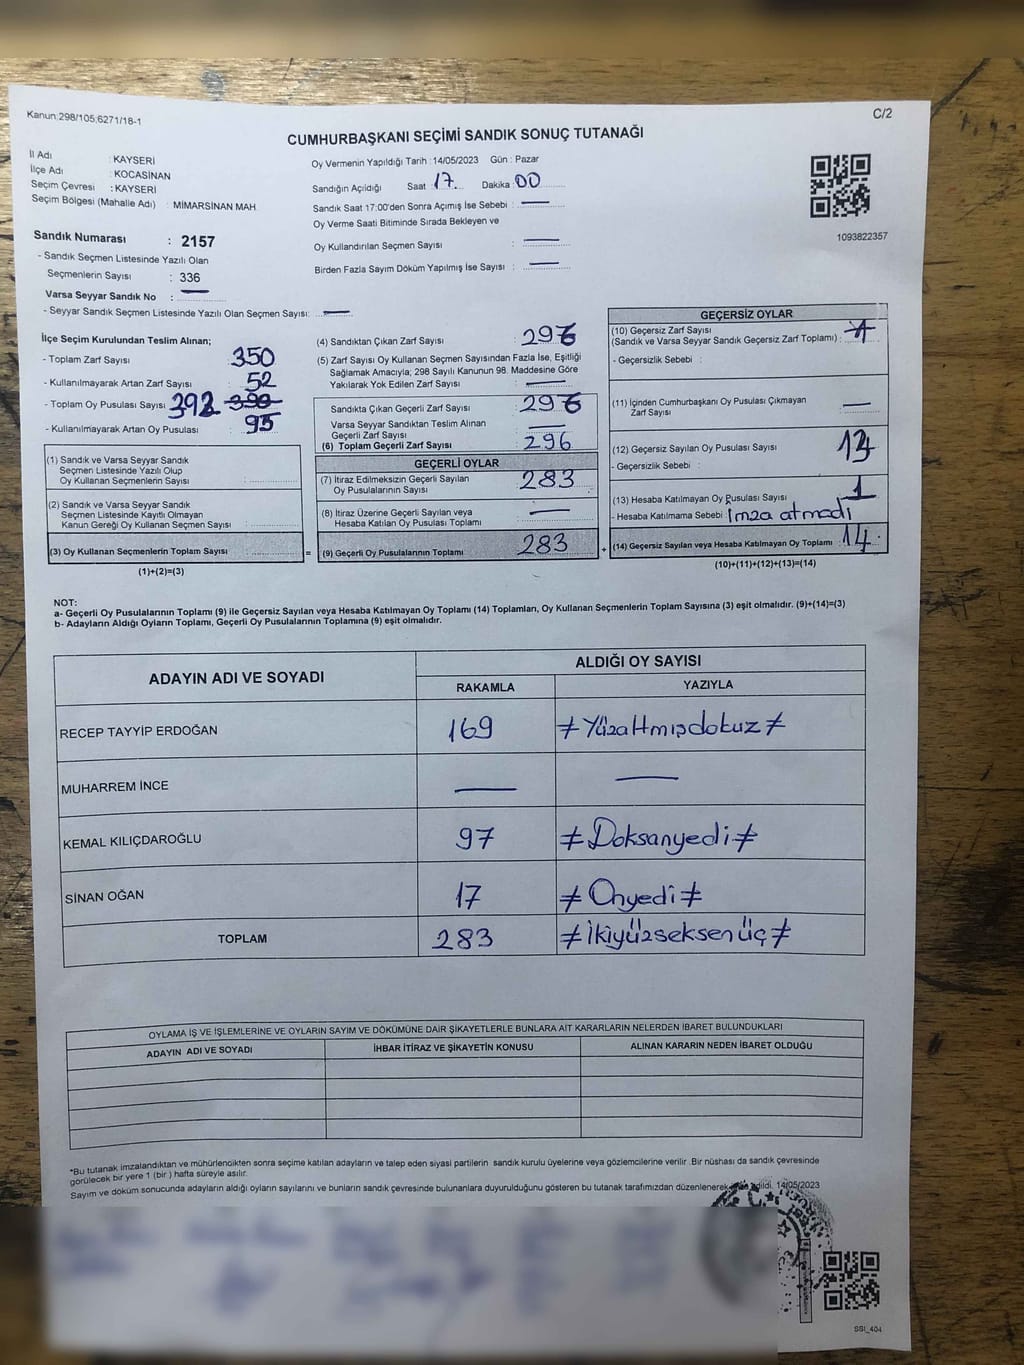 Kanun:298/105;6271/18-1
C/2
CUMHURBAŞKANI SEÇİMİ SANDIK SONUÇ TUTANAĞI
İl Adı : KAYSERİ
İlçe Adı : KOCASİNAN
Seçim Çevresi : KAYSERİ
Seçim Bölgesi (Mahalle Adı) : MİMARSİNAN MAH.
Sandık Numarası : 2157
- Sandık Seçmen Listesinde Yazılı Olan
Seçmenlerin Sayısı : 336
Varsa Seyyar Sandık No : —
- Seyyar Sandık Seçmen Listesinde Yazılı Olan Seçmen Sayısı: —
Oy Vermenin Yapıldığı Tarih : 14/05/2023 Gün : Pazar
Sandığın Açıldığı Saat : 17 Dakika : 00
Sandık Saat 17:00'den Sonra Açımış İse Sebebi : —
Oy Verme Saati Bitiminde Sırada Bekleyen ve
Oy Kullandırılan Seçmen Sayısı : —
Birden Fazla Sayım Döküm Yapılmış İse Sayısı : —
1093822357
İlçe Seçim Kurulundan Teslim Alınan;
- Toplam Zarf Sayısı : 350
- Kullanılmayarak Artan Zarf Sayısı : 52
- Toplam Oy Pusulası Sayısı 392
- Kullanılmayarak Artan Oy Pusulası : 95
(1) Sandık ve Varsa Seyyar Sandık
Seçmen Listesinde Yazılı Olup
Oy Kullanan Seçmenlerin Sayısı :
(2) Sandık ve Varsa Seyyar Sandık
Seçmen Listesinde Kayıtlı Olmayan
Kanun Gereği Oy Kullanan Seçmen Sayısı :
(3) Oy Kullanan Seçmenlerin Toplam Sayısı
(1)+(2)=(3)
=
(4) Sandıktan Çıkan Zarf Sayısı : 296
(5) Zarf Sayısı Oy Kullanan Seçmen Sayısından Fazla İse, Eşitliği
Sağlamak Amacıyla; 298 Sayılı Kanunun 98. Maddesine Göre
Yakılarak Yok Edilen Zarf Sayısı : —
Sandıkta Çıkan Geçerli Zarf Sayısı : 296
Varsa Seyyar Sandıktan Teslim Alınan
Geçerli Zarf Sayısı : —
(6) Toplam Geçerli Zarf Sayısı : 296
GEÇERLİ OYLAR
(7) İtiraz Edilmeksizin Geçerli Sayılan
Oy Pusulalarının Sayısı : 283
(8) İtiraz Üzerine Geçerli Sayılan veya
Hesaba Katılan Oy Pusulası Toplamı : —
(9) Geçerli Oy Pusulalarının Toplamı 283
+
GEÇERSİZ OYLAR
(10) Geçersiz Zarf Sayısı
(Sandık ve Varsa Seyyar Sandık Geçersiz Zarf Toplamı) :
- Geçersizlik Sebebi :
(11) İçinden Cumhurbaşkanı Oy Pusulası Çıkmayan
Zarf Sayısı : —
(12) Geçersiz Sayılan Oy Pusulası Sayısı : 13
- Geçersizlik Sebebi :
(13) Hesaba Katılmayan Oy Pusulası Sayısı : 1
- Hesaba Katılmama Sebebi : İmza atmadı
(14) Geçersiz Sayılan veya Hesaba Katılmayan Oy Toplamı : 14
(10)+(11)+(12)+(13)=(14)
NOT:
a- Geçerli Oy Pusulalarının Toplamı (9) ile Geçersiz Sayılan veya Hesaba Katılmayan Oy Toplamı (14) Toplamları, Oy Kullanan Seçmenlerin Toplam Sayısına (3) eşit olmalıdır. (9)+(14)=(3)
b- Adayların Aldığı Oyların Toplamı, Geçerli Oy Pusulalarının Toplamına (9) eşit olmalıdır.
ADAYIN ADI VE SOYADI ALDIĞI OY SAYISI
RAKAMLA YAZIYLA
RECEP TAYYİP ERDOĞAN 169 ≠ Yüzaltmışdokuz ≠
MUHARREM İNCE — —
KEMAL KILIÇDAROĞLU 97 ≠ Doksanyedi ≠
SİNAN OĞAN 17 ≠ Onyedi ≠
TOPLAM 283 ≠ İkiyüzseksenüç ≠
OYLAMA İŞ VE İŞLEMLERİNE VE OYLARIN SAYIM VE DÖKÜMÜNE DAİR ŞİKAYETLERLE BUNLARA AİT KARARLARIN NELERDEN İBARET BULUNDUKLARI
ADAYIN ADI VE SOYADI İHBAR İTİRAZ VE ŞİKAYETİN KONUSU ALINAN KARARIN NEDEN İBARET OLDUĞU
*Bu tutanak imzalandıktan ve mühürlendikten sonra seçime katılan adayların ve talep eden siyasi partilerin sandık kurulu üyelerine veya gözlemcilerine verilir .Bir nüshası da sandık çevresinde
görülecek bir yere 1 (bir ) hafta süreyle asılır.
Sayım ve döküm sonucunda adayların aldığı oyların sayılarını ve bunların sandık çevresinde bulunanlara duyurulduğunu gösteren bu tutanak tarafımızdan düzenlenerek 14/05/2023
SSI_404